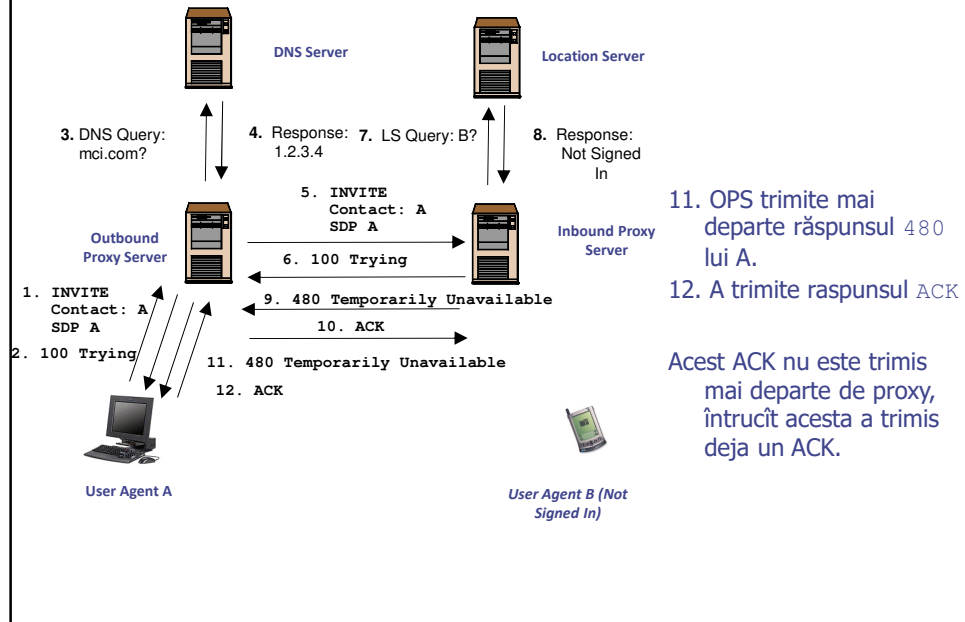 DNS Server
Location Server
3. DNS Query:
mci.com?
4. Response:
1.2.3.4
7. LS Query: B?
8. Response:
Not Signed
In
5. INVITE
Contact: A
SDP A
Outbound
Proxy Server
Inbound Proxy
Server
6. 100 Trying
1. INVITE
Contact: A
SDP A
2. 100 Trying
9. 480 Temporarily Unavailable
10. ACK
11. 480 Temporarily Unavailable
12. ACK
User Agent A
User Agent B (Not
Signed In)
11. OPS trimite mai
departe răspunsul 480
lui A.
12. A trimite raspunsul ACK
Acest ACK nu este trimis
mai departe de proxy,
întrucît acesta a trimis
deja un ACK.